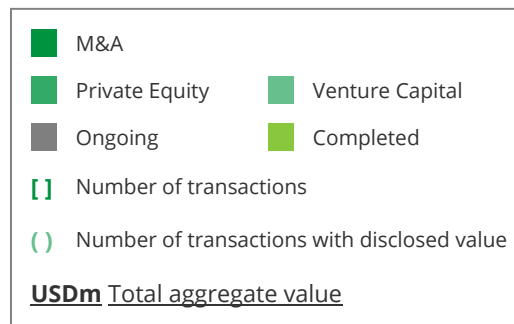 M&A
Private Equity Venture Capital
Ongoing Completed
[ ] Number of transactions
( ) Number of transactions with disclosed value
USDm Total aggregate value